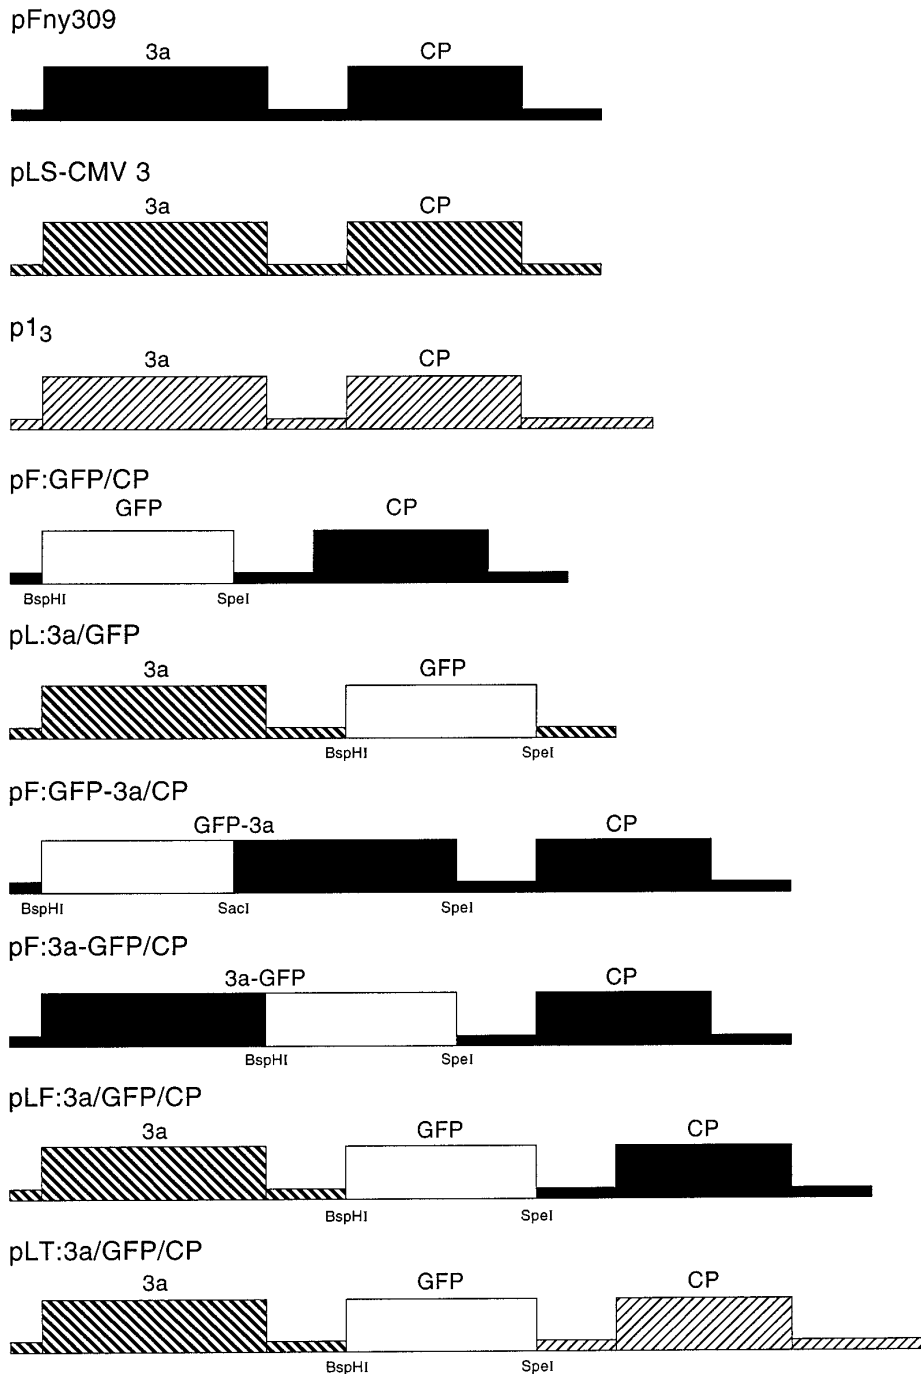 pFny309
3a CP
pLS-CMV 3
3a CP
p1₃
3a CP
pF:GFP/CP
GFP CP
BspHI SpeI
pL:3a/GFP
3a GFP
BspHI SpeI
pF:GFP-3a/CP
GFP-3a CP
BspHI SacI SpeI
pF:3a-GFP/CP
3a-GFP CP
BspHI SpeI
pLF:3a/GFP/CP
3a GFP CP
BspHI SpeI
pLT:3a/GFP/CP
3a GFP CP
BspHI SpeI